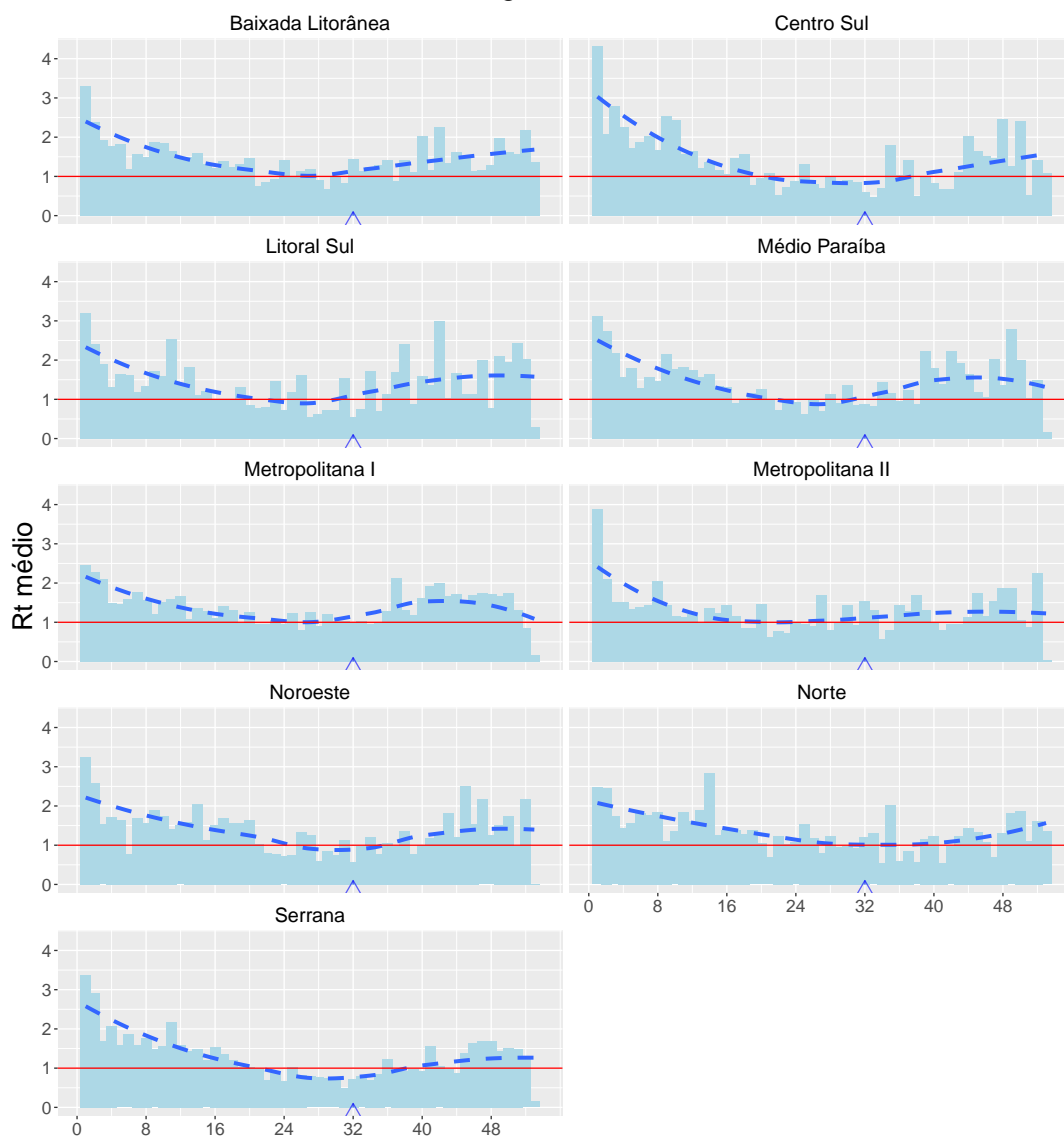 Baixada Litorânea
Centro Sul
4
3
2
1
0
Litoral Sul
Médio Paraíba
4
3
2
1
0
Metropolitana I
Metropolitana II
4
3
2
1
0
Rt médio
Noroeste
Norte
4
3
2
1
0
0 8 16 24 32 40 48
Serrana
4
3
2
1
0
0 8 16 24 32 40 48